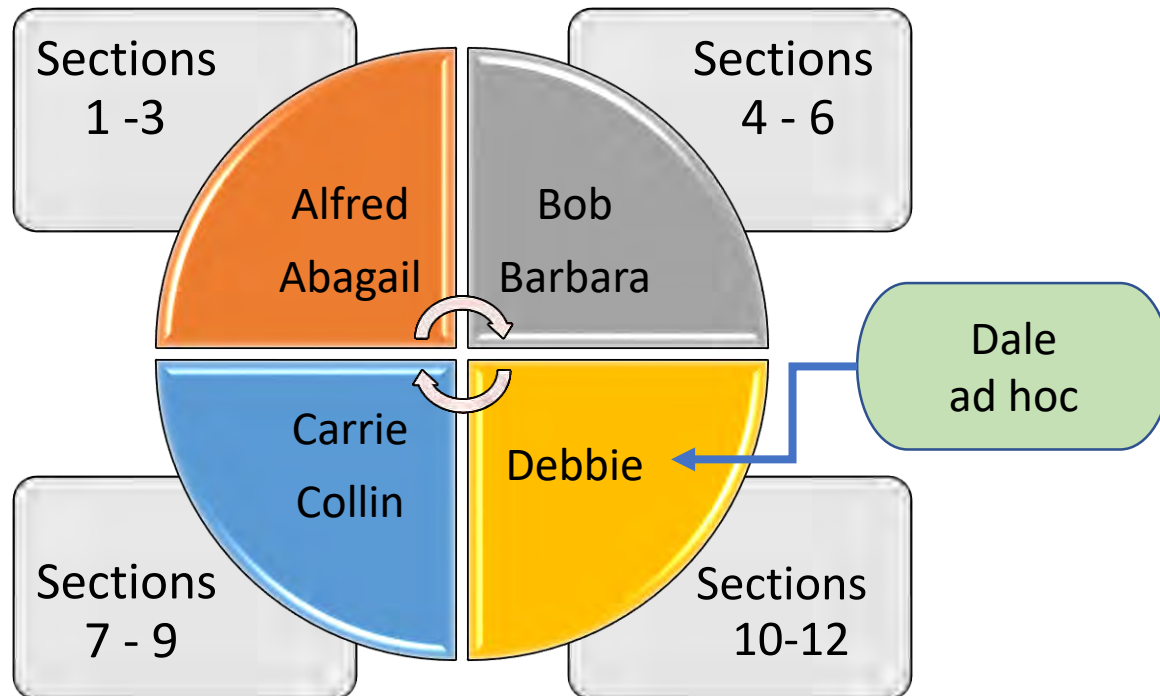 Sections
1 -3
Sections
4 - 6
Alfred
Abagail
Bob
Barbara
Dale
ad hoc
Carrie
Collin
Debbie
Sections
7 - 9
Sections
10-12